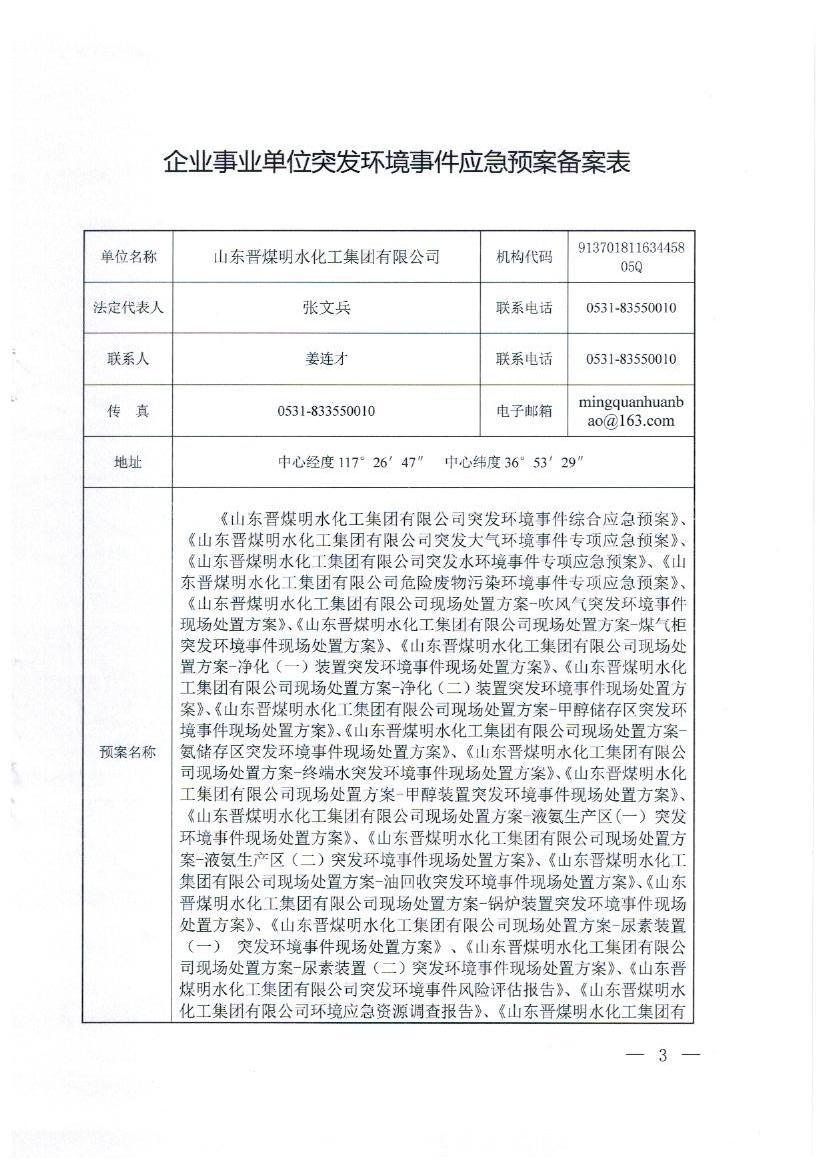 企业事业单位突发环境事件应急预案备案表
单位名称 山东晋煤明水化工集团有限公司 机构代码 913701811634458
05Q
法定代表人 张文兵 联系电话 0531-83550010
联系人 姜连才 联系电话 0531-83550010
传 真 0531-833550010 电子邮箱 mingquanhuanb
ao@163.com
地址 中心经度 117° 26′ 47″ 中心纬度 36° 53′ 29″
预案名称
《山东晋煤明水化工集团有限公司突发环境事件综合应急预案》、
《山东晋煤明水化工集团有限公司突发大气环境事件专项应急预案》、
《山东晋煤明水化工集团有限公司突发水环境事件专项应急预案》、《山
东晋煤明水化工集团有限公司危险废物污染环境事件专项应急预案》、
《山东晋煤明水化工集团有限公司现场处置方案-吹风气突发环境事件
现场处置方案》、《山东晋煤明水化工集团有限公司现场处置方案-煤气柜
突发环境事件现场处置方案》、《山东晋煤明水化工集团有限公司现场处
置方案-净化（一）装置突发环境事件现场处置方案》、《山东晋煤明水化
工集团有限公司现场处置方案-净化（二）装置突发环境事件现场处置方
案》、《山东晋煤明水化工集团有限公司现场处置方案-甲醇储存区突发环
境事件现场处置方案》、《山东晋煤明水化工集团有限公司现场处置方案-
氨储存区突发环境事件现场处置方案》、《山东晋煤明水化工集团有限公
司现场处置方案-终端水突发环境事件现场处置方案》、《山东晋煤明水化
工集团有限公司现场处置方案-甲醇装置突发环境事件现场处置方案》、
《山东晋煤明水化工集团有限公司现场处置方案-液氨生产区(一）突发
环境事件现场处置方案》、《山东晋煤明水化工集团有限公司现场处置方
案-液氨生产区（二）突发环境事件现场处置方案》、《山东晋煤明水化工
集团有限公司现场处置方案-油回收突发环境事件现场处置方案》、《山东
晋煤明水化工集团有限公司现场处置方案-锅炉装置突发环境事件现场
处置方案》、《山东晋煤明水化工集团有限公司现场处置方案-尿素装置
（一） 突发环境事件现场处置方案》、《山东晋煤明水化工集团有限公
司现场处置方案-尿素装置（二）突发环境事件现场处置方案》、《山东晋
煤明水化工集团有限公司突发环境事件风险评估报告》、《山东晋煤明水
化工集团有限公司环境应急资源调查报告》、《山东晋煤明水化工集团有
— 3 —